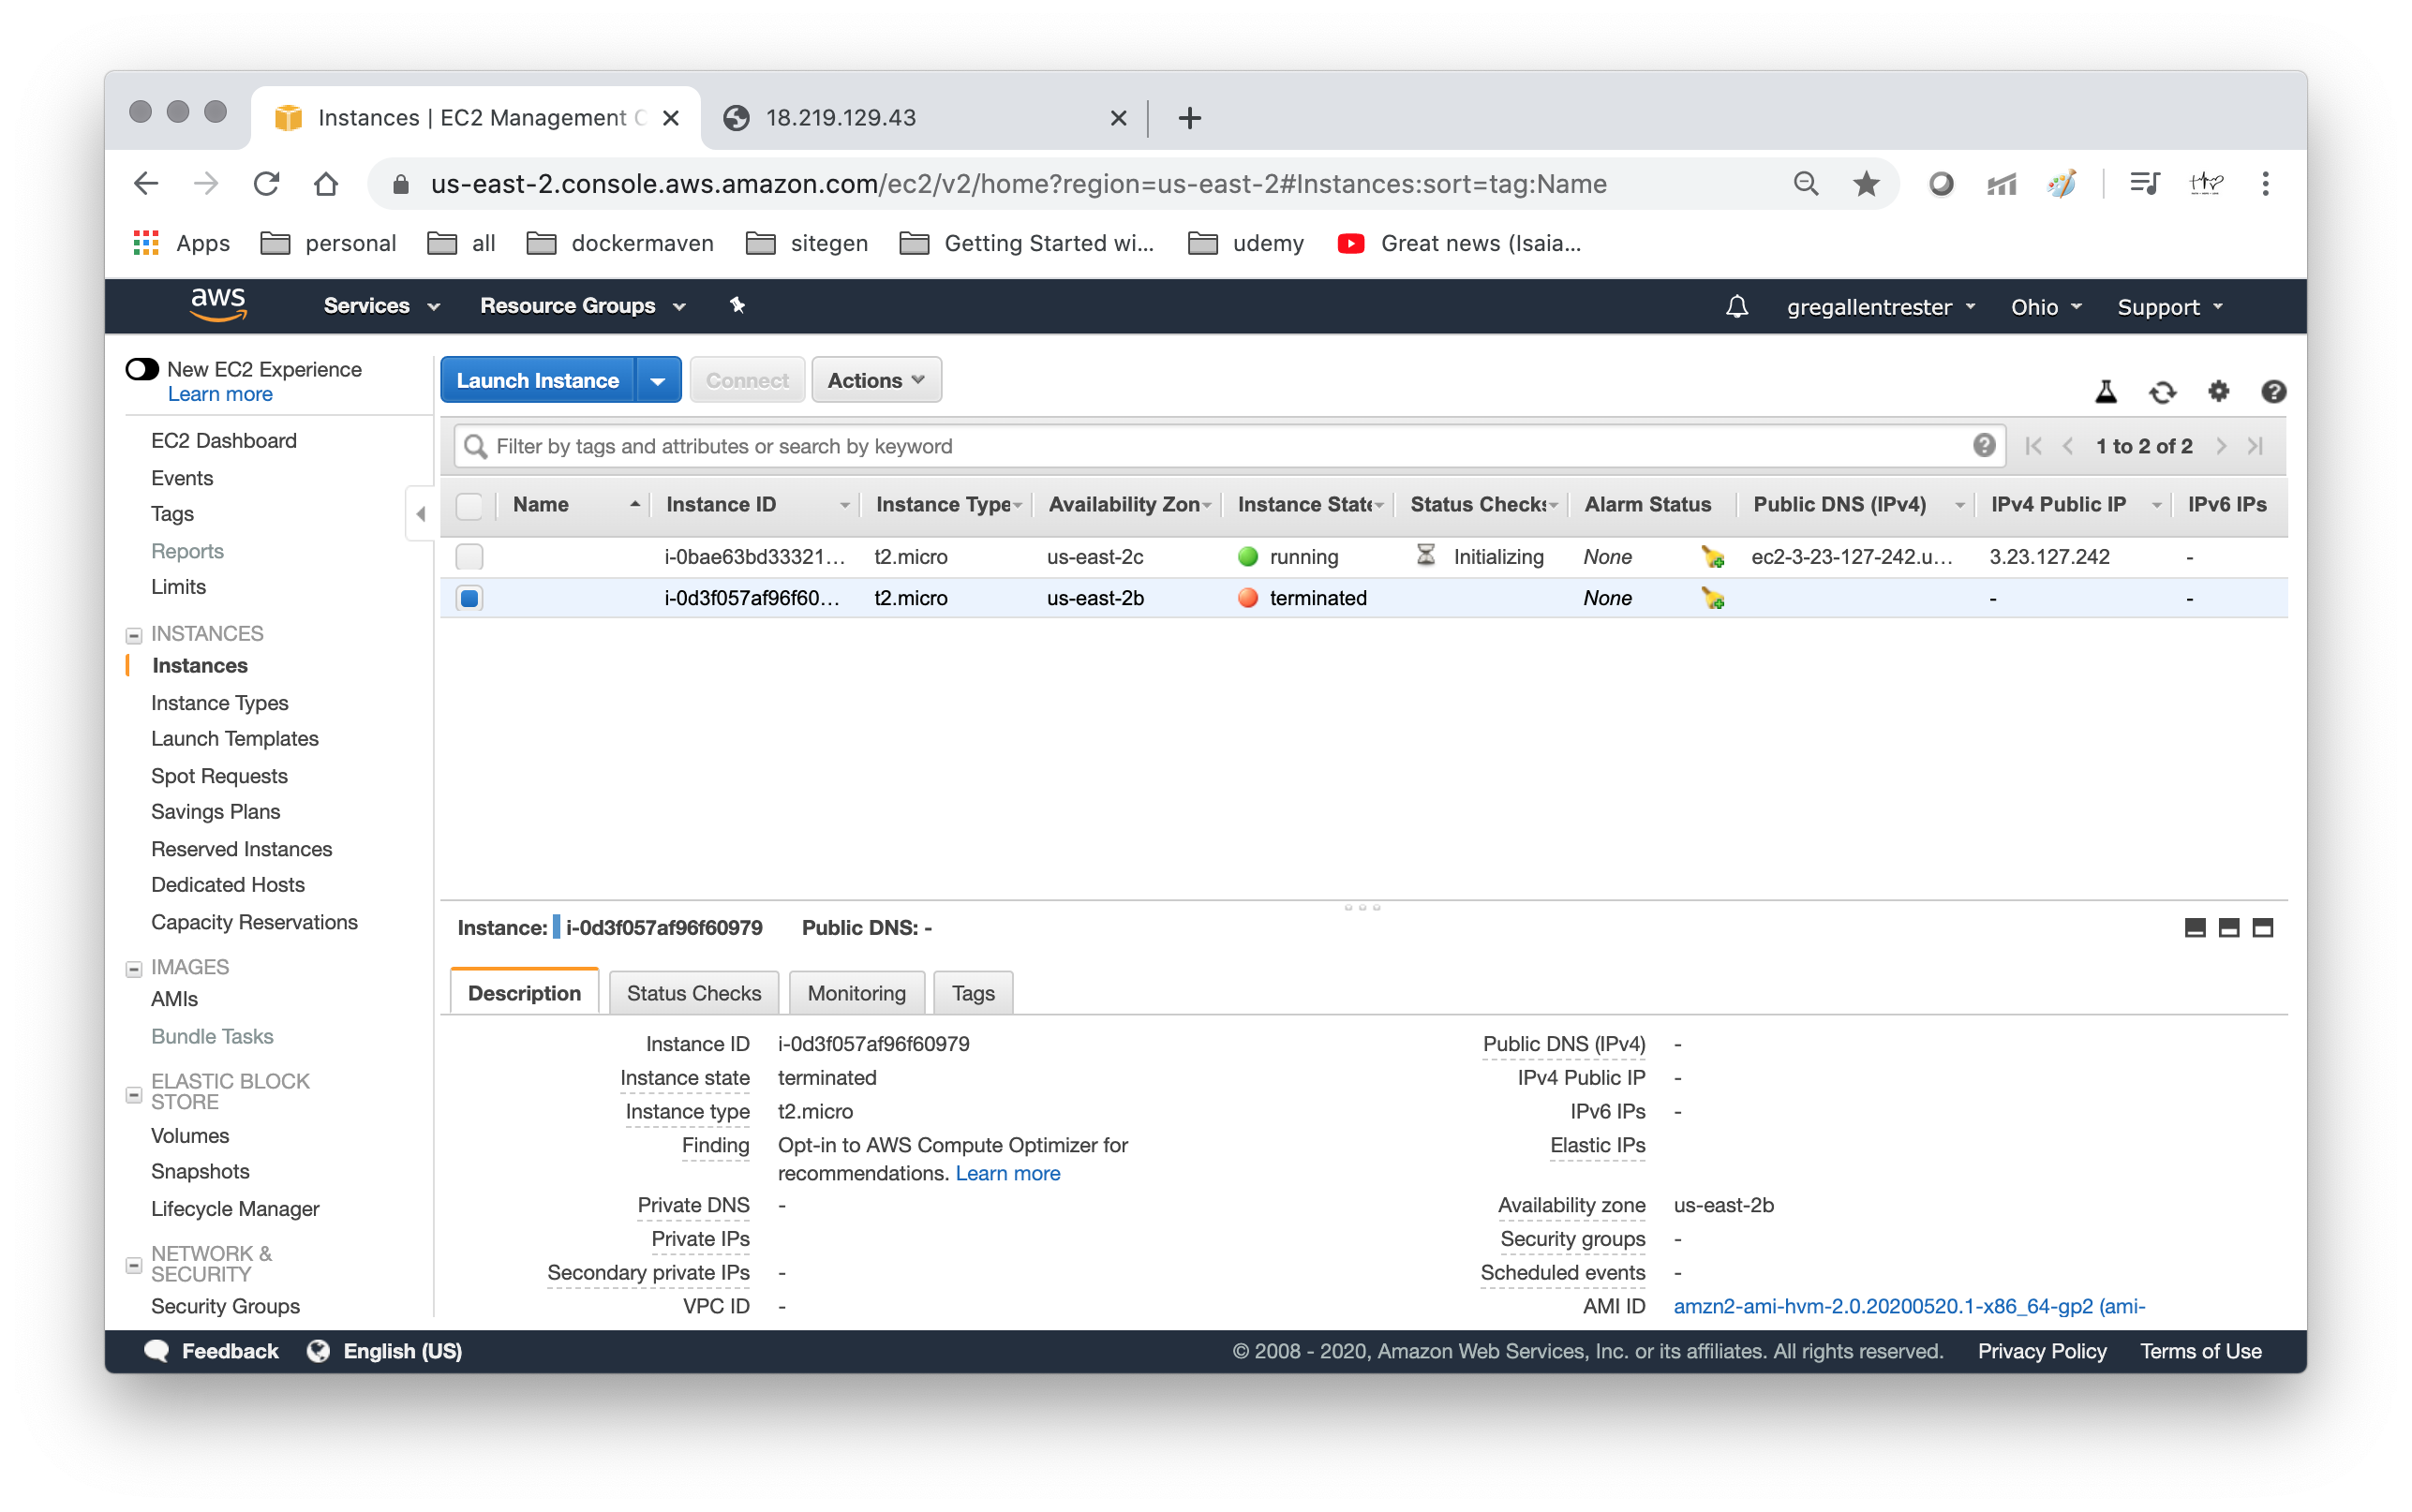 Instances | EC2 Management C
18.219.129.43
us-east-2.console.aws.amazon.com/ec2/v2/home?region=us-east-2#Instances:sort=tag:Name
Apps personal all dockermaven sitegen Getting Started wi... udemy Great news (Isaia...
aws Services Resource Groups gregallentrester Ohio Support
New EC2 Experience
Learn more
EC2 Dashboard
Events
Tags
Reports
Limits
INSTANCES
Instances
Instance Types
Launch Templates
Spot Requests
Savings Plans
Reserved Instances
Dedicated Hosts
Capacity Reservations
IMAGES
AMIs
Bundle Tasks
ELASTIC BLOCK
STORE
Volumes
Snapshots
Lifecycle Manager
NETWORK &
SECURITY
Security Groups
Launch Instance Connect Actions
Filter by tags and attributes or search by keyword 1 to 2 of 2
Name Instance ID Instance Type Availability Zon Instance State Status Checks Alarm Status Public DNS (IPv4) IPv4 Public IP IPv6 IPs
i-0bae63bd33321... t2.micro us-east-2c running Initializing None ec2-3-23-127-242.u... 3.23.127.242 -
i-0d3f057af96f60... t2.micro us-east-2b terminated None - -
Instance: i-0d3f057af96f60979 Public DNS: -
Description Status Checks Monitoring Tags
Instance ID i-0d3f057af96f60979 Public DNS (IPv4) -
Instance state terminated IPv4 Public IP -
Instance type t2.micro IPv6 IPs -
Finding Opt-in to AWS Compute Optimizer for Elastic IPs
recommendations. Learn more
Private DNS - Availability zone us-east-2b
Private IPs Security groups -
Secondary private IPs - Scheduled events -
VPC ID - AMI ID amzn2-ami-hvm-2.0.20200520.1-x86_64-gp2 (ami-
Feedback English (US) © 2008 - 2020, Amazon Web Services, Inc. or its affiliates. All rights reserved. Privacy Policy Terms of Use